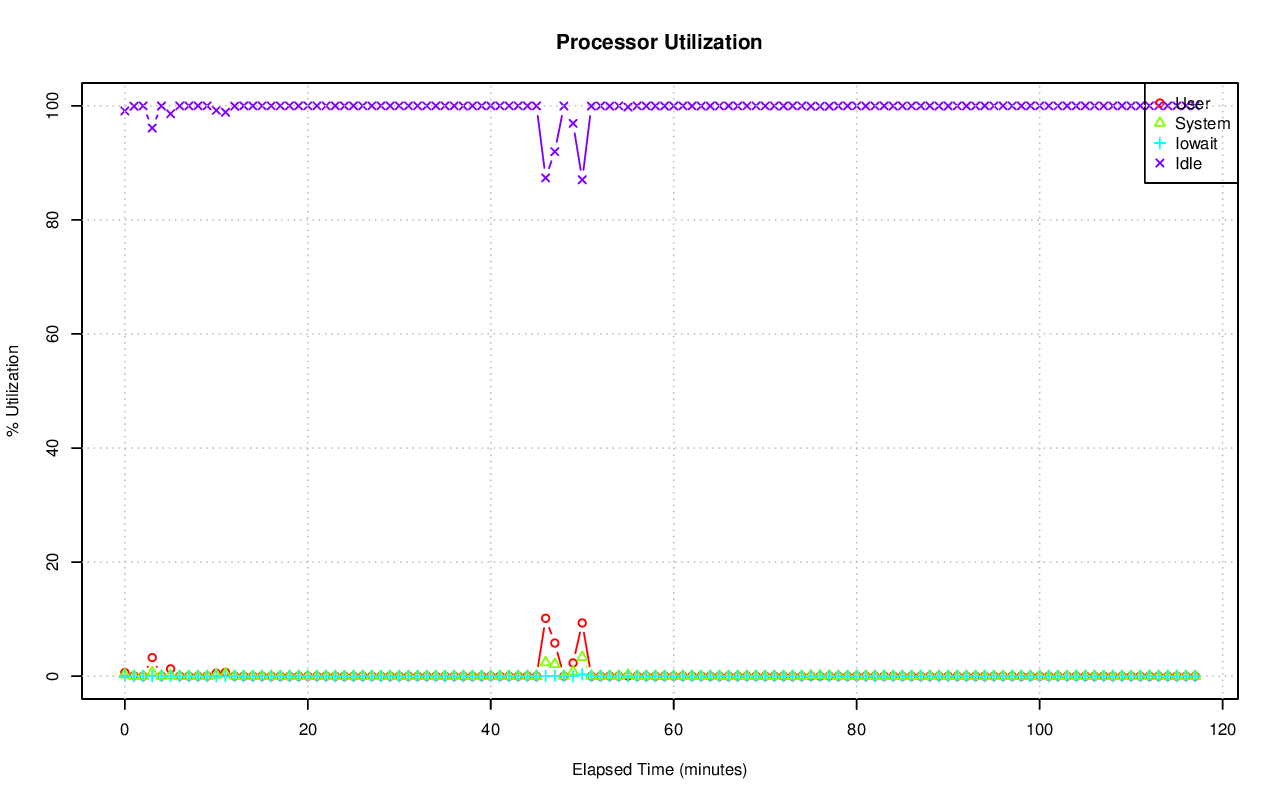 Processor Utilization
100
80
60
40
20
0
% Utilization
User
System
Iowait
Idle
0 20 40 60 80 100 120
Elapsed Time (minutes)